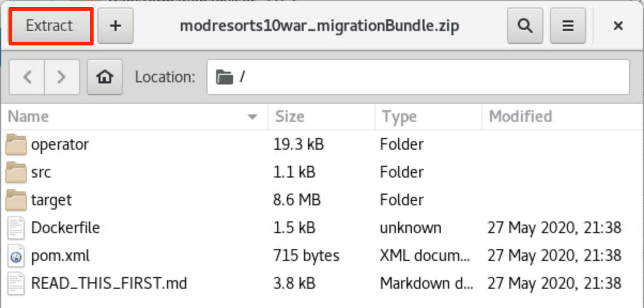 Extract + modresorts10war_migrationBundle.zip
Location: /
Name Size Type Modified
operator 19.3 kB Folder
src 1.1 kB Folder
target 8.6 MB Folder
Dockerfile 1.5 kB unknown 27 May 2020, 21:38
pom.xml 715 bytes XML docum... 27 May 2020, 21:38
READ_THIS_FIRST.md 3.8 kB Markdown d... 27 May 2020, 21:38